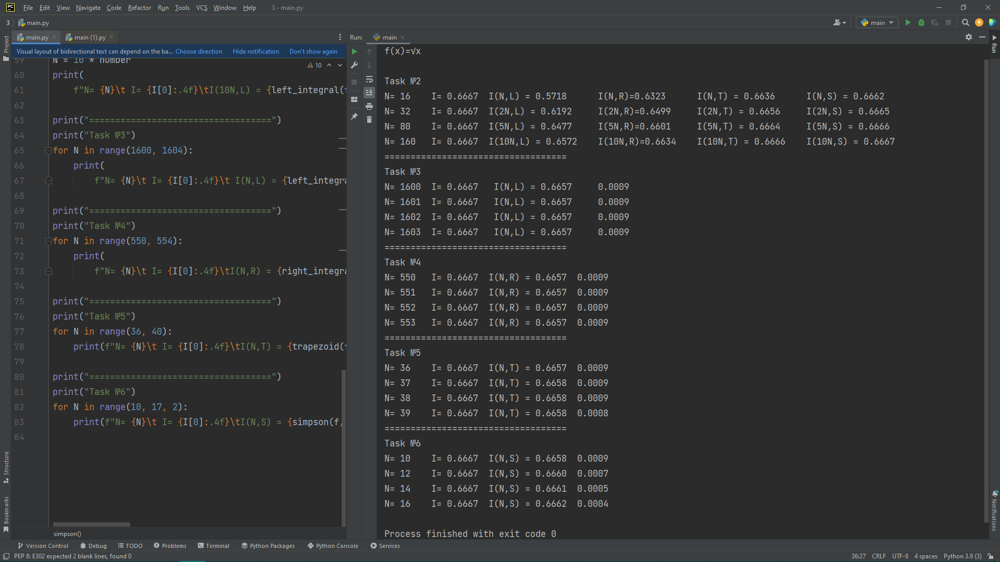 PC File Edit View Navigate Code Refactor Run Tools VCS Window Help 3 - main.py
3 main.py main
main.py main (1).py
Visual layout of bidirectional text can depend on the ba... Choose direction Hide notification Don't show again
10
59 N = 10 * number
60 print(
61 f"N= {N}\t I= {I[0]:.4f}\tI(10N,L) = {left_integral(f
62
63 print("===================================")
64 print("Task №3")
65 for N in range(1600, 1604):
66 print(
67 f"N= {N}\t I= {I[0]:.4f}\t I(N,L) = {left_integra
68
69 print("===================================")
70 print("Task №4")
71 for N in range(550, 554):
72 print(
73 f"N= {N}\t I= {I[0]:.4f}\tI(N,R) = {right_integra
74
75 print("===================================")
76 print("Task №5")
77 for N in range(36, 40):
78 print(f"N= {N}\t I= {I[0]:.4f}\tI(N,T) = {trapezoid(f
79
80 print("===================================")
81 print("Task №6")
82 for N in range(10, 17, 2):
83 print(f"N= {N}\t I= {I[0]:.4f}\tI(N,S) = {simpson(f,
84
simpson()
Run: main
f(x)=√x
Task №2
N= 16 I= 0.6667 I(N,L) = 0.5718 I(N,R)=0.6323 I(N,T) = 0.6636 I(N,S) = 0.6662
N= 32 I= 0.6667 I(2N,L) = 0.6192 I(2N,R)=0.6499 I(2N,T) = 0.6656 I(2N,S) = 0.6665
N= 80 I= 0.6667 I(5N,L) = 0.6477 I(5N,R)=0.6601 I(5N,T) = 0.6664 I(5N,S) = 0.6666
N= 160 I= 0.6667 I(10N,L) = 0.6572 I(10N,R)=0.6634 I(10N,T) = 0.6666 I(10N,S) = 0.6667
===================================
Task №3
N= 1600 I= 0.6667 I(N,L) = 0.6657 0.0009
N= 1601 I= 0.6667 I(N,L) = 0.6657 0.0009
N= 1602 I= 0.6667 I(N,L) = 0.6657 0.0009
N= 1603 I= 0.6667 I(N,L) = 0.6657 0.0009
===================================
Task №4
N= 550 I= 0.6667 I(N,R) = 0.6657 0.0009
N= 551 I= 0.6667 I(N,R) = 0.6657 0.0009
N= 552 I= 0.6667 I(N,R) = 0.6657 0.0009
N= 553 I= 0.6667 I(N,R) = 0.6657 0.0009
===================================
Task №5
N= 36 I= 0.6667 I(N,T) = 0.6657 0.0009
N= 37 I= 0.6667 I(N,T) = 0.6658 0.0009
N= 38 I= 0.6667 I(N,T) = 0.6658 0.0009
N= 39 I= 0.6667 I(N,T) = 0.6658 0.0008
===================================
Task №6
N= 10 I= 0.6667 I(N,S) = 0.6658 0.0009
N= 12 I= 0.6667 I(N,S) = 0.6660 0.0007
N= 14 I= 0.6667 I(N,S) = 0.6661 0.0005
N= 16 I= 0.6667 I(N,S) = 0.6662 0.0004
Process finished with exit code 0
Project
Structure
Bookmarks
Run
Notifications
Version Control Debug TODO Problems Terminal Python Packages Python Console Services
PEP 8: E302 expected 2 blank lines, found 0 36:27 CRLF UTF-8 4 spaces Python 3.9 (3)